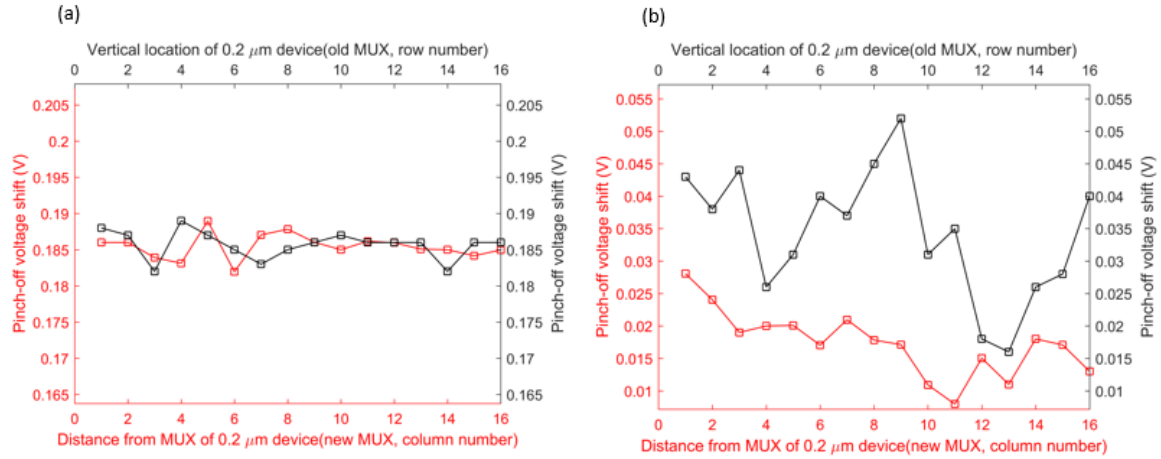 (a)
Vertical location of 0.2 μm device(old MUX, row number)
0 2 4 6 8 10 12 14 16
0.205 0.205
0.2 0.2
0.195 0.195
0.19 0.19
0.185 0.185
0.18 0.18
0.175 0.175
0.17 0.17
0.165 0.165
Pinch-off voltage shift (V)
Pinch-off voltage shift (V)
0 2 4 6 8 10 12 14 16
Distance from MUX of 0.2 μm device(new MUX, column number)
(b)
Vertical location of 0.2 μm device(old MUX, row number)
0 2 4 6 8 10 12 14 16
0.055 0.055
0.05 0.05
0.045 0.045
0.04 0.04
0.035 0.035
0.03 0.03
0.025 0.025
0.02 0.02
0.015 0.015
0.01 0.01
Pinch-off voltage shift (V)
Pinch-off voltage shift (V)
0 2 4 6 8 10 12 14 16
Distance from MUX of 0.2 μm device(new MUX, column number)